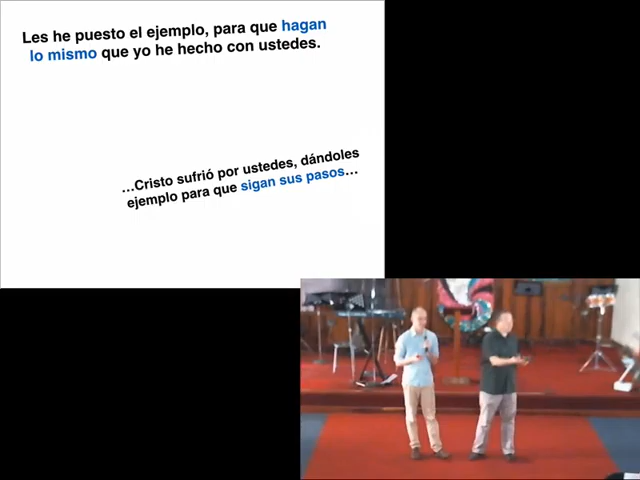 Les he puesto el ejemplo, para que hagan
lo mismo que yo he hecho con ustedes.
…Cristo sufrió por ustedes, dándoles
ejemplo para que sigan sus pasos…